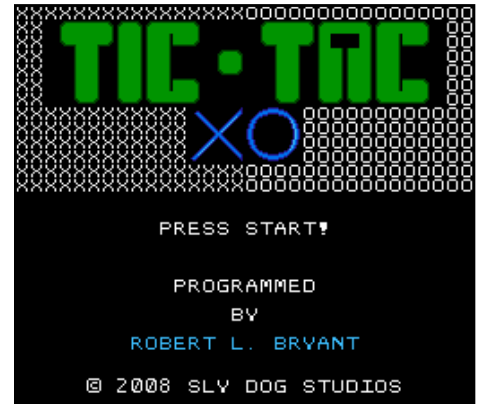 TIC·TAC
XO
PRESS START!
PROGRAMMED
BY
ROBERT L. BRYANT
© 2008 SLY DOG STUDIOS